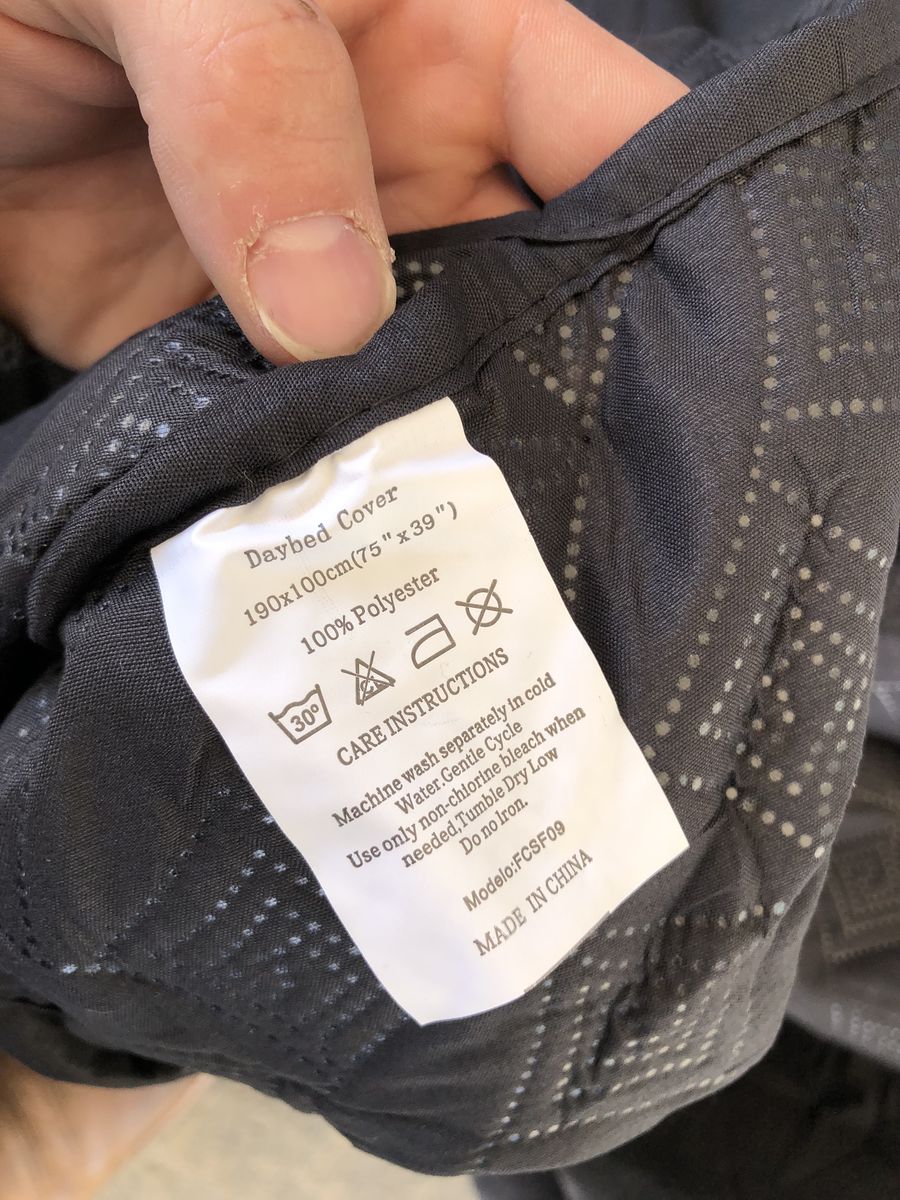 Daybed Cover
190x100cm(75"x39")
100% Polyester
30°
CARE INSTRUCTIONS
Machine wash separately in cold
Water.Gentle Cycle
Use only non-chlorine bleach when
needed,Tumble Dry Low
Do no lron.
Modelo:FCSF09
MADE IN CHINA